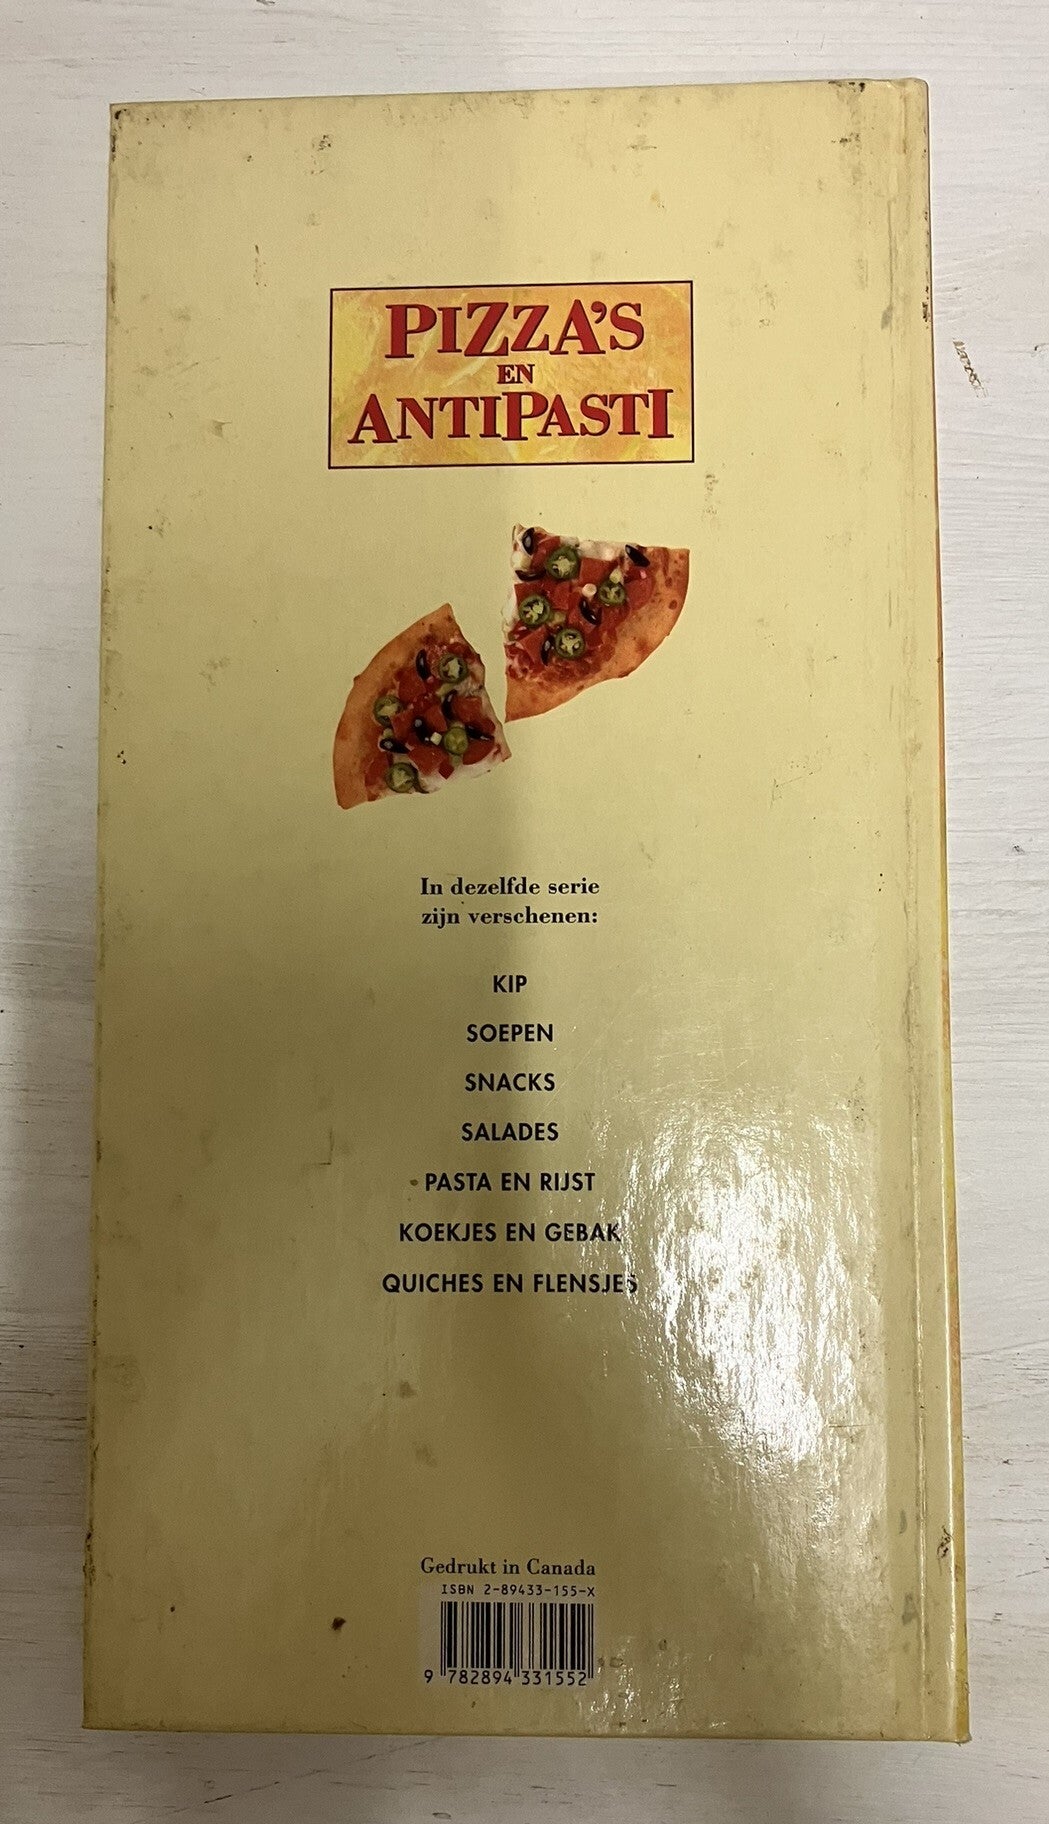 PIZZA'S
EN
ANTIPASTI
In dezelfde serie
zijn verschenen:
KIP
SOEPEN
SNACKS
SALADES
PASTA EN RIJST
KOEKJES EN GEBAK
QUICHES EN FLENSJES
Gedrukt in Canada
ISBN 2-89433-155-X
9 782894 331552